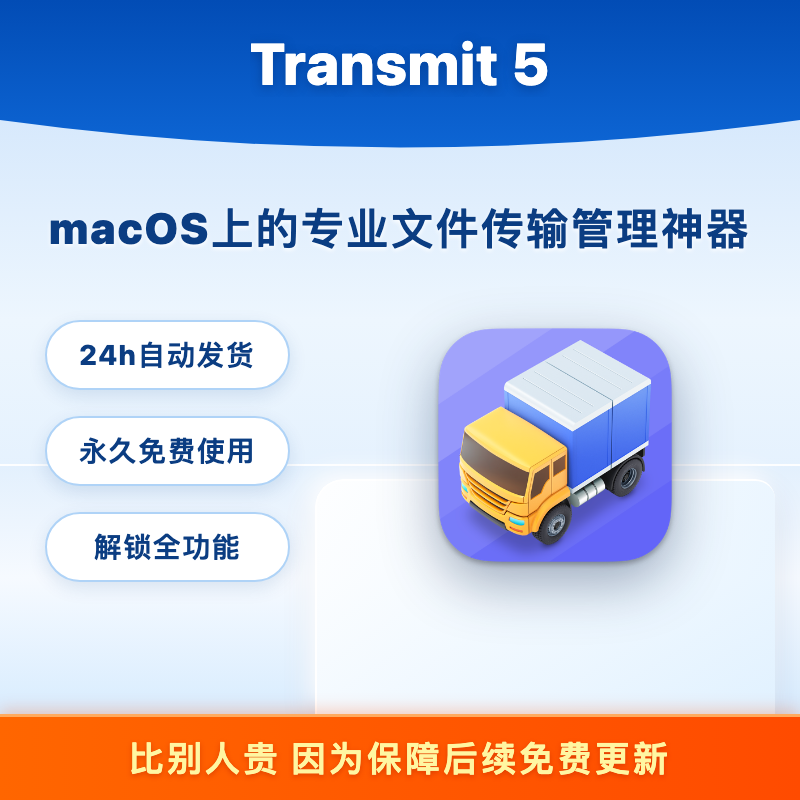 Transmit 5
macOS上的专业文件传输管理神器
24h自动发货
永久免费使用
解锁全功能
比别人贵 因为保障后续免费更新